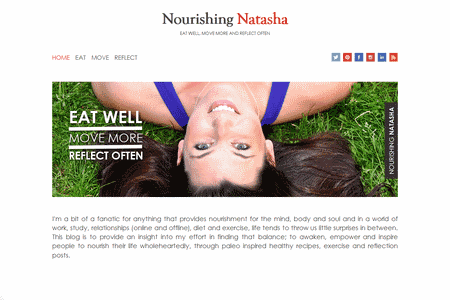 Nourishing Natasha
EAT WELL, MOVE MORE AND REFLECT OFTEN
HOME EAT MOVE REFLECT
EAT WELL
MOVE MORE
REFLECT OFTEN
NOURISHING NATASHA
I'm a bit of a fanatic for anything that provides nourishment for the mind, body and soul and in a world of
work, study, relationships (online and offline), diet and exercise, life tends to throw us little surprises in between.
This blog is to provide an insight into my effort in finding that balance; to awaken, empower and inspire
people to nourish their life wholeheartedly, through paleo inspired healthy recipes, exercise and reflection
posts.